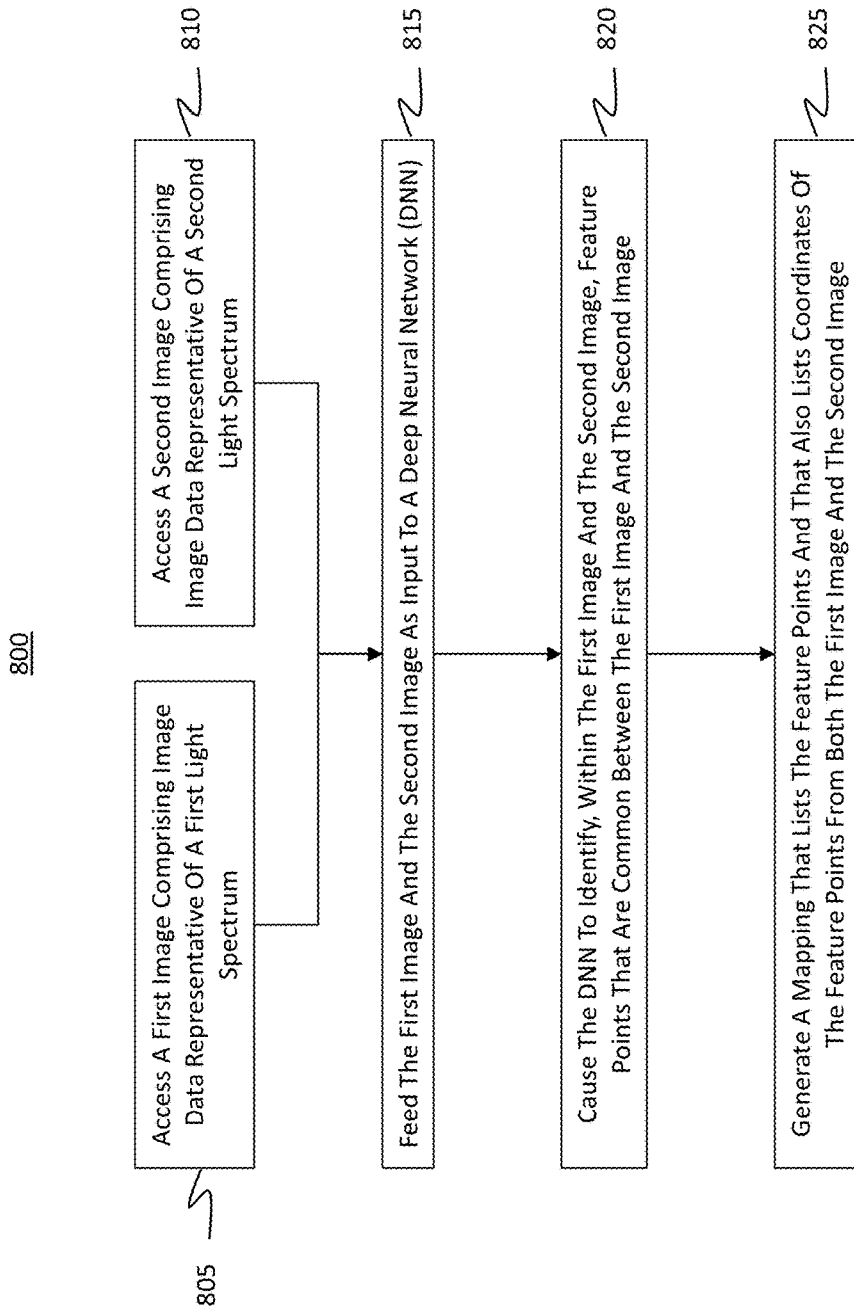 800
Access A First Image Comprising Image
Data Representative Of A First Light
Spectrum
805
Access A Second Image Comprising
Image Data Representative Of A Second
Light Spectrum
810
Feed The First Image And The Second Image As Input To A Deep Neural Network (DNN)
815
Cause The DNN To Identify, Within The First Image And The Second Image, Feature
Points That Are Common Between The First Image And The Second Image
820
Generate A Mapping That Lists The Feature Points And That Also Lists Coordinates Of
The Feature Points From Both The First Image And The Second Image
825